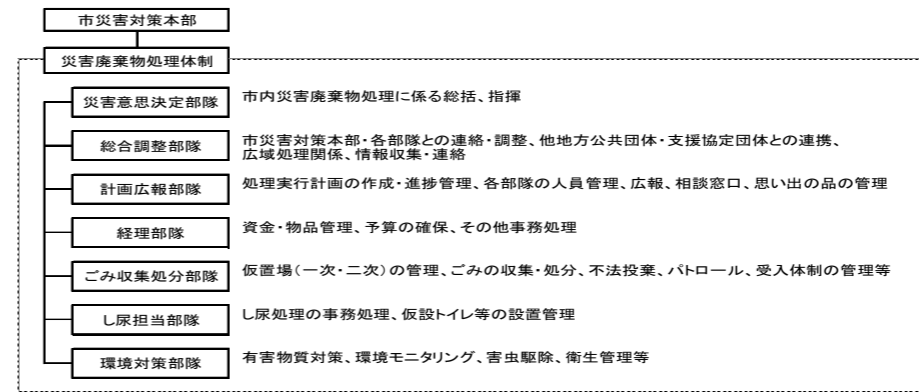 市災害対策本部
災害廃棄物処理体制
災害意思決定部隊
市内災害廃棄物処理に係る総括、指揮
総合調整部隊
市災害対策本部・各部隊との連絡・調整、他地方公共団体・支援協定団体との連携、
広域処理関係、情報収集・連絡
計画広報部隊
処理実行計画の作成・進捗管理、各部隊の人員管理、広報、相談窓口、思い出の品の管理
経理部隊
資金・物品管理、予算の確保、その他事務処理
ごみ収集処分部隊
仮置場（一次・二次）の管理、ごみの収集・処分、不法投棄、パトロール、受入体制の管理等
し尿担当部隊
し尿処理の事務処理、仮設トイレ等の設置管理
環境対策部隊
有害物質対策、環境モニタリング、害虫駆除、衛生管理等